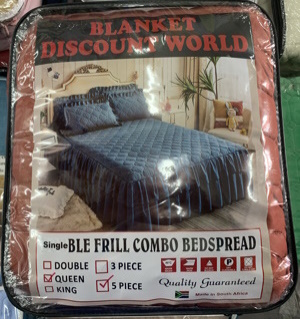 BLANKET
DISCOUNT WORLD
Single BLE FRILL COMBO BEDSPREAD
DOUBLE 3 PIECE
QUEEN
KING 5 PIECE
Quality Guaranteed
Made in South Africa